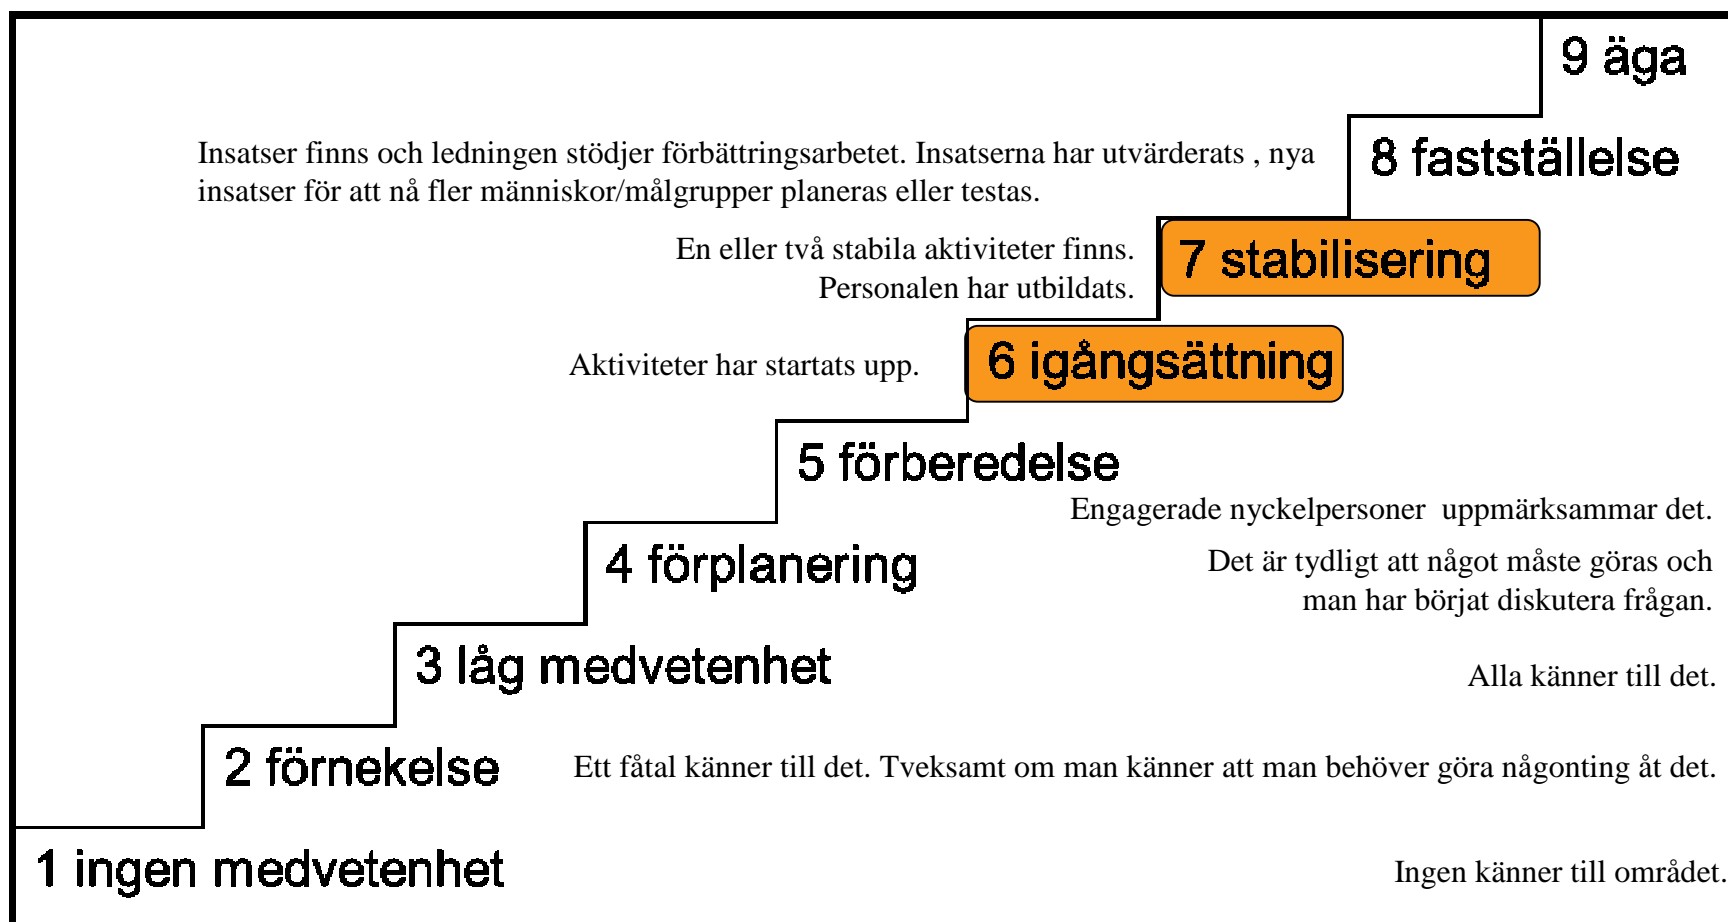 9 äga
Insatser finns och ledningen stödjer förbättringsarbetet. Insatserna har utvärderats , nya
insatser för att nå fler människor/målgrupper planeras eller testas.
8 fastställelse
En eller två stabila aktiviteter finns.
Personalen har utbildats.
7 stabilisering
Aktiviteter har startats upp.
6 igångsättning
5 förberedelse
Engagerade nyckelpersoner  uppmärksammar det.
4 förplanering
Det är tydligt att något måste göras och
man har börjat diskutera frågan.
3 låg medvetenhet
Alla känner till det.
2 förnekelse
Ett fåtal känner till det. Tveksamt om man känner att man behöver göra någonting åt det.
1 ingen medvetenhet
Ingen känner till området.